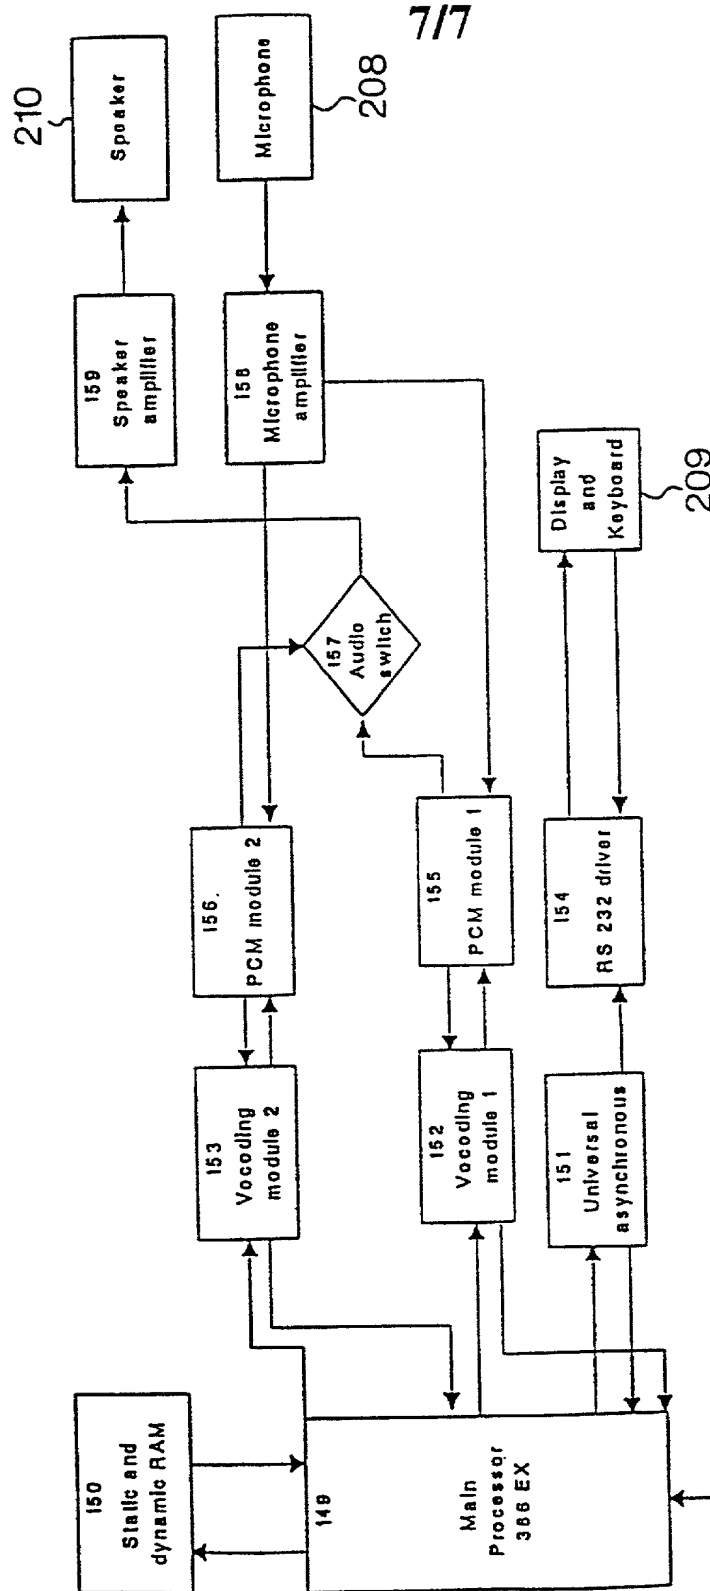 7/7
210
Speaker
Microphone
208
159
Speaker
amplifier
158
Microphone
amplifier
157
Audio
switch
Display
and
Keyboard
209
156.
PCM module 2
155
PCM module 1
154
RS 232 driver
153
Vocoding
module 2
152
Vocoding
module 1
151
Universal
asynchronous
150
Static and
dynamic RAM
149
Main
Processor
386 EX